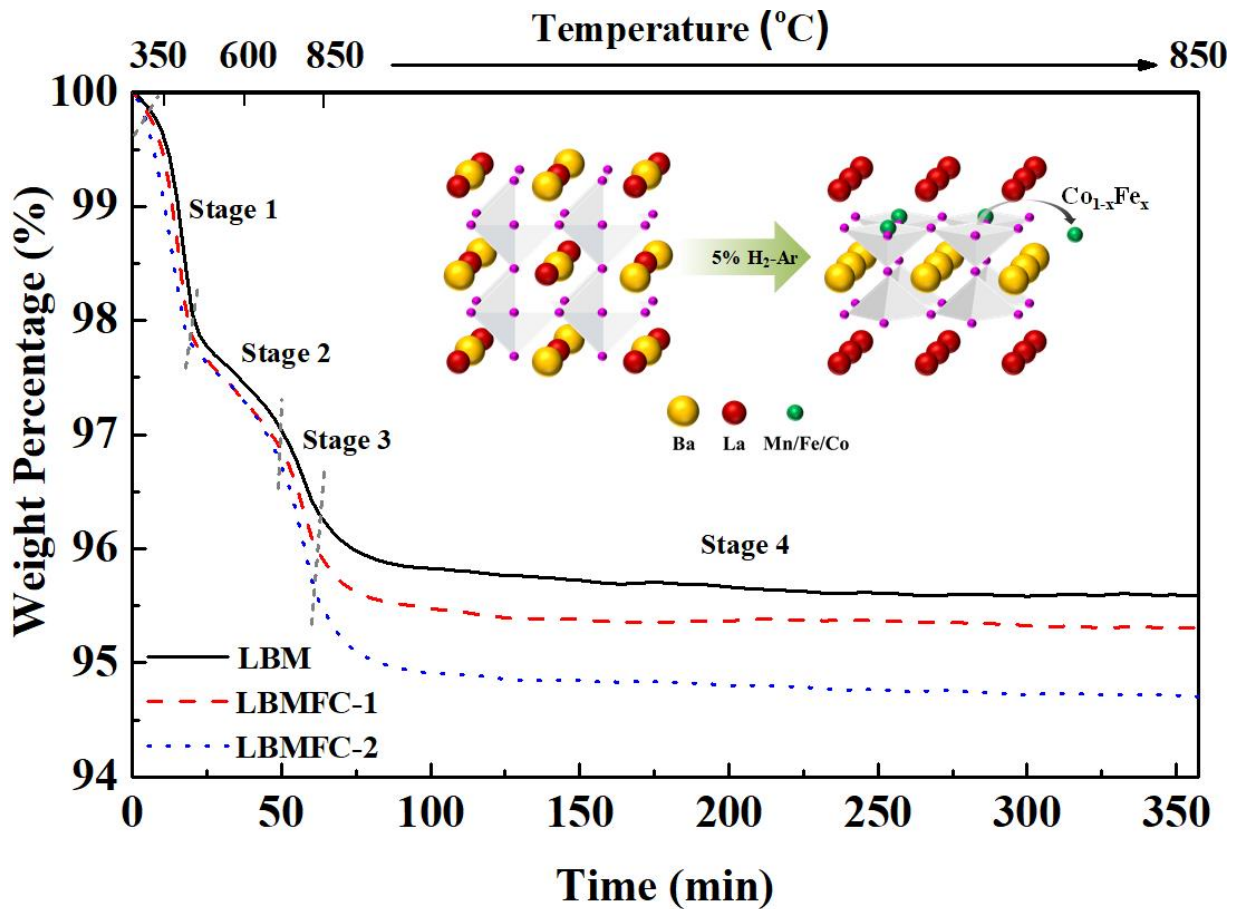 Temperature (°C)
350 600 850 850
Weight Percentage (%)
100
99
98
97
96
95
94
Stage 1
Stage 2
Stage 3
Stage 4
5% H₂-Ar
Co₁₋ₓFeₓ
Ba La Mn/Fe/Co
LBM
LBMFC-1
LBMFC-2
0 50 100 150 200 250 300 350
Time (min)